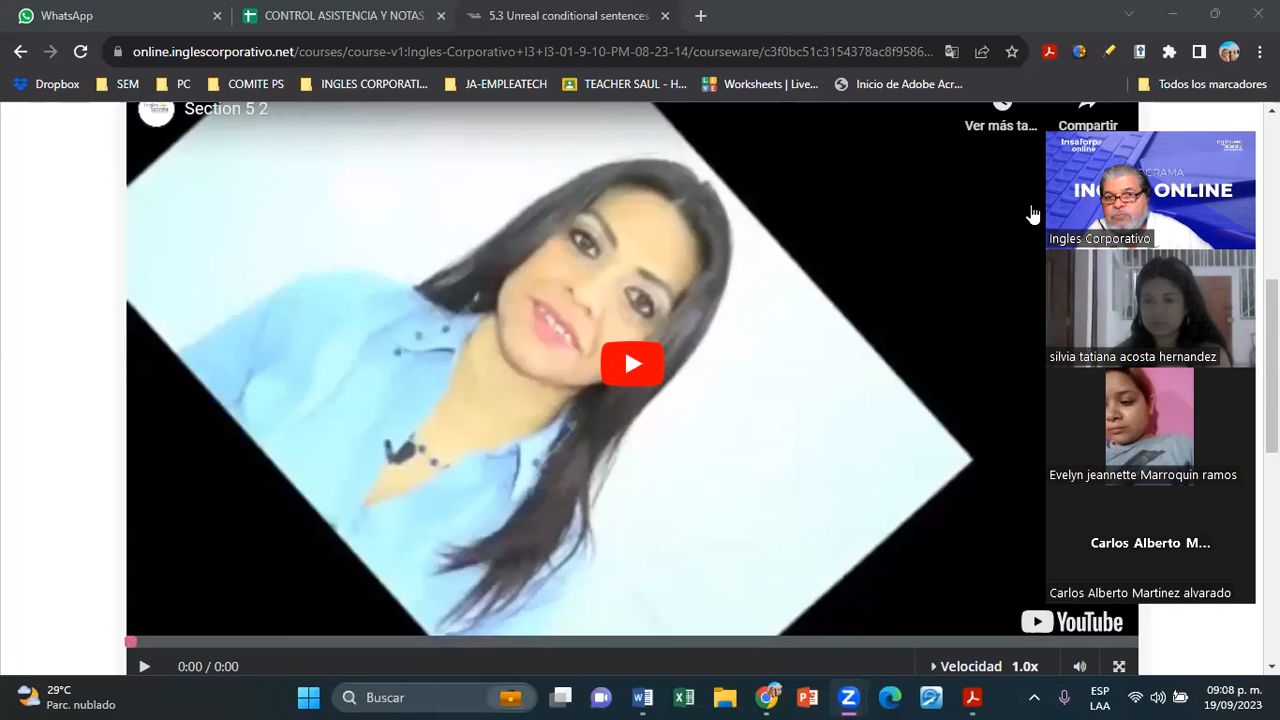 WhatsApp
CONTROL ASISTENCIA Y NOTAS
5.3 Unreal conditional sentences
online.inglescorporativo.net/courses/course-v1:Ingles-Corporativo+I3+I3-01-9-10-PM-08-23-14/courseware/c3f0bc51c3154378ac8f9586...
Dropbox
SEM
PC
COMITE PS
INGLES CORPORATI...
JA-EMPLEATECH
TEACHER SAUL - H...
Worksheets | Live...
Inicio de Adobe Acr...
Todos los marcadores
Section 5 2
Ver más ta...
Compartir
Insaforp
online
INGLES ONLINE
Ingles Corporativo
silvia tatiana acosta hernandez
Evelyn jeannette Marroquin ramos
Carlos Alberto M...
Carlos Alberto Martinez alvarado
YouTube
0:00 / 0:00
Velocidad 1.0x
29°C
Parc. nublado
Buscar
ESP
LAA
09:08 p. m.
19/09/2023